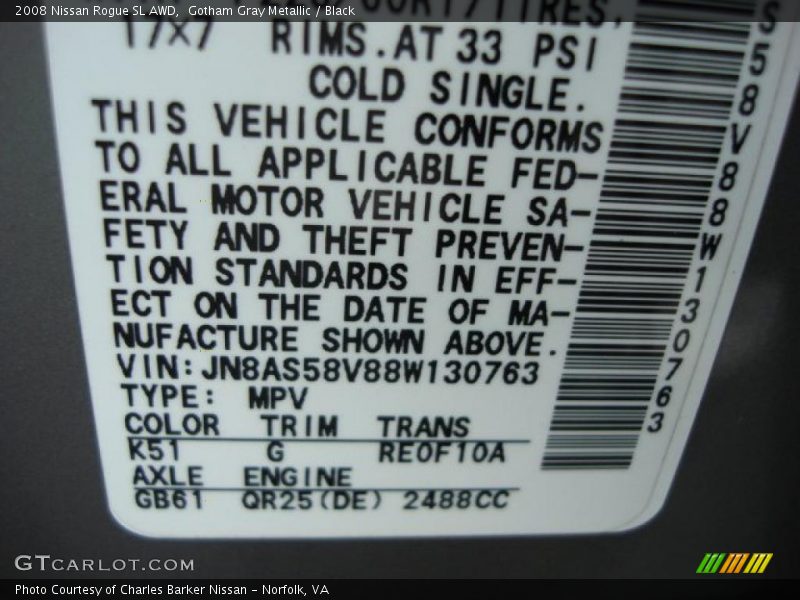 2008 Nissan Rogue SL AWD,  Gotham Gray Metallic / Black
TIRES,
17x7 RIMS.AT 33 PSI
COLD SINGLE.
THIS VEHICLE CONFORMS
TO ALL APPLICABLE FED-
ERAL MOTOR VEHICLE SA-
FETY AND THEFT PREVEN-
TION STANDARDS IN EFF-
ECT ON THE DATE OF MA-
NUFACTURE SHOWN ABOVE.
VIN:JN8AS58V88W130763
TYPE: MPV
COLOR TRIM TRANS
K51 G RE0F10A
AXLE ENGINE
GB61 QR25(DE) 2488CC
S58V88W130763
GTCARLOT.COM
Photo Courtesy of Charles Barker Nissan - Norfolk, VA